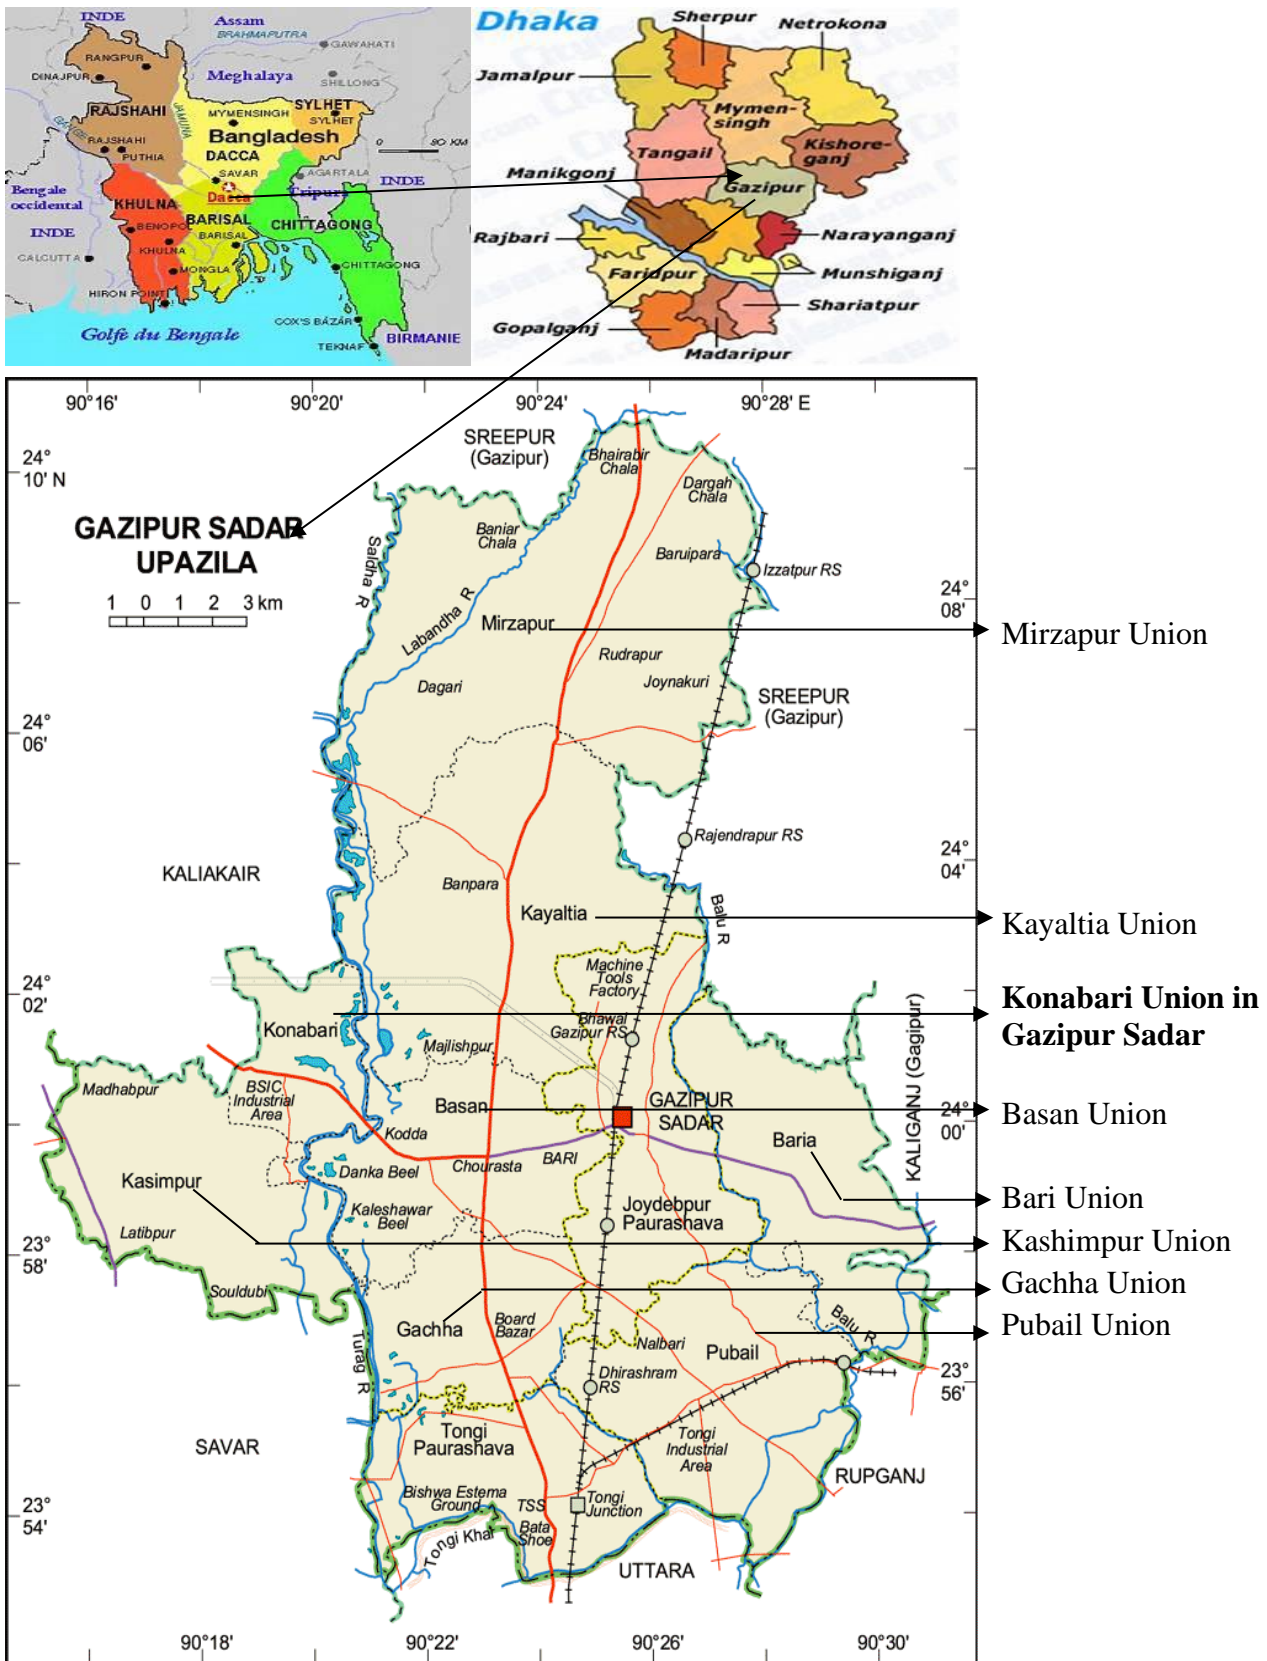 INDE
Assam
BRAHMAPUTRA
GAWAHATI
RANGPUR
DINAJPUR
Meghalaya
SHILLONG
RAJSHAHI
JAMUNA
MYMENSINGH
SYLHET
SYLHET
GANGE
Bangladesh
RAJSHAHI
PUTHIA
DACCA
0 80 KM
SAVAR
AGARTALA
Bengale
occidental
Dacca
Tripura
INDE
KHULNA
BARISAL
CHITTAGONG
INDE
BENOPOL
BARISAL
KHULNA
CALCUTTA
MONGLA
CHITTAGONG
HIRON POINT
COX'S BÁZÁR
Golfe du Bengale
BIRMANIE
TEKNAF
Dhaka
Sherpur
Netrokona
Jamalpur
Mymen-
singh
Tangail
Kishore-
ganj
Manikgonj
Gazipur
Rajbari
Narayanganj
Faridpur
Munshiganj
Shariatpur
Gopalganj
Madaripur
90°16' 90°20' 90°24' 90°28' E
SREEPUR
(Gazipur)
Bhairabir
Chala
24°
10' N
Dargah
Chala
GAZIPUR SADAR
UPAZILA
Baniar
Chala
Saldha R
Baruipara
Izzatpur RS
24°
08'
1 0 1 2 3 km
Labandha R
Mirzapur
Mirzapur Union
Rudrapur
Dagari
Joynakuri
SREEPUR
(Gazipur)
24°
06'
Rajendrapur RS
24°
04'
KALIAKAIR
Banpara
Kayaltia
Balu R
Kayaltia Union
Machine
Tools
Factory
24°
02'
Konabari
Bhawal
Gazipur RS
Konabari Union in
Gazipur Sadar
Majlishpur
KALIGANJ (Gagipur)
Madhabpur
BSIC
Industrial
Area
Basan
GAZIPUR
SADAR
24°
00'
Basan Union
Kodda
Baria
Chourasta
BARI
Danka Beel
Kasimpur
Bari Union
Kaleshawar
Beel
Joydebpur
Paurashava
Latibpur
Kashimpur Union
23°
58'
Souldubi
Gachha Union
Gachha
Board
Bazar
Balu R
Pubail Union
Nalbari
Pubail
Turag R
Dhirashram
RS
23°
56'
Tongi
Paurashava
SAVAR
Tongi
Industrial
Area
RUPGANJ
Bishwa Estema
Ground
TSS
Tongi
Junction
23°
54'
Bata
Shoe
Tongi Khal
UTTARA
90°18' 90°22' 90°26' 90°30'